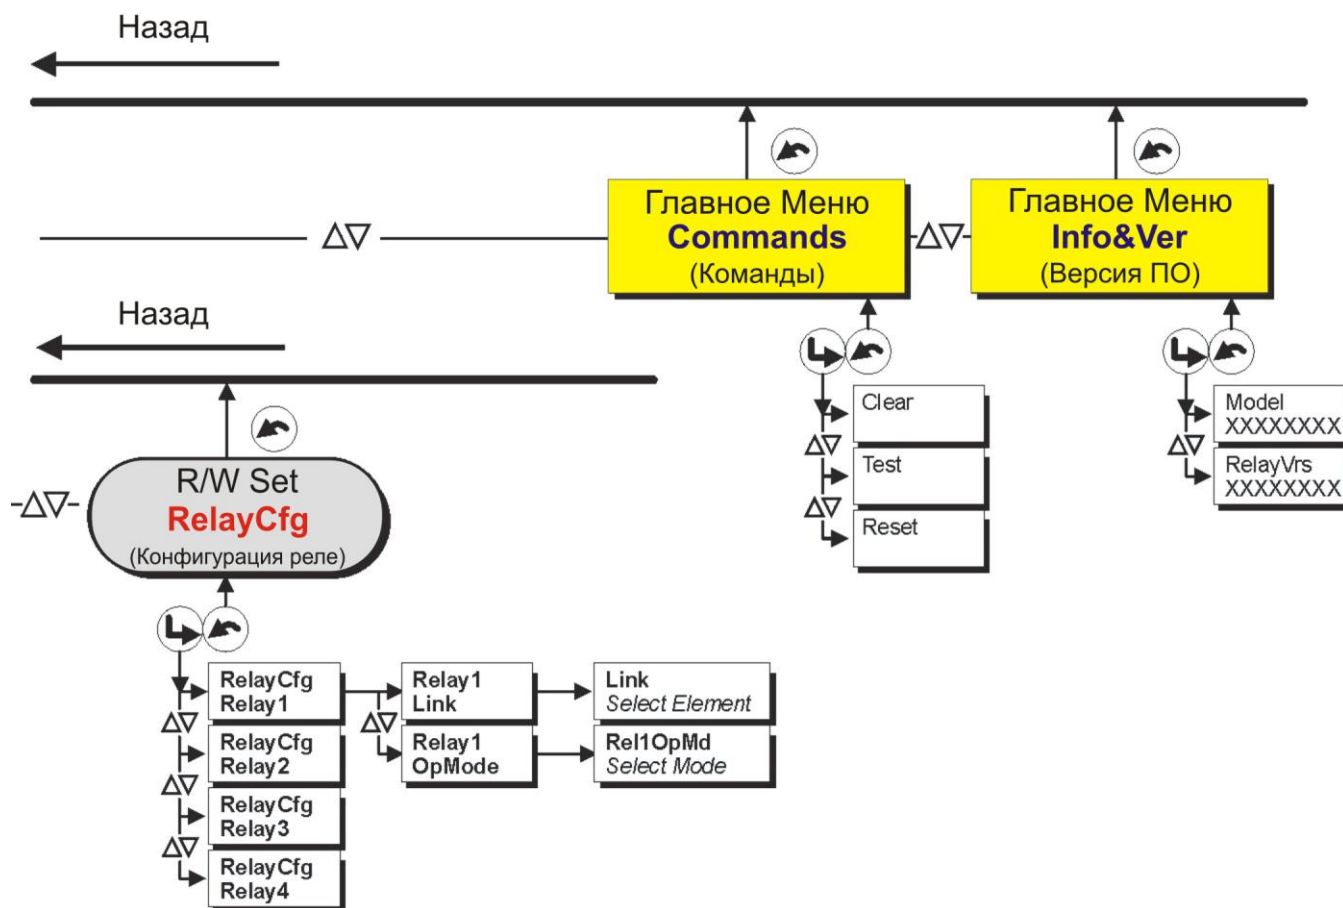 Назад
Главное Меню
Commands
(Команды)
Главное Меню
Info&Ver
(Версия ПО)
Назад
Clear
Test
Reset
Model
XXXXXXXX
RelayVrs
XXXXXXXX
R/W Set
RelayCfg
(Конфигурация реле)
RelayCfg
Relay1
Relay1
Link
Link
Select Element
RelayCfg
Relay2
Relay1
OpMode
Rel1OpMd
Select Mode
RelayCfg
Relay3
RelayCfg
Relay4